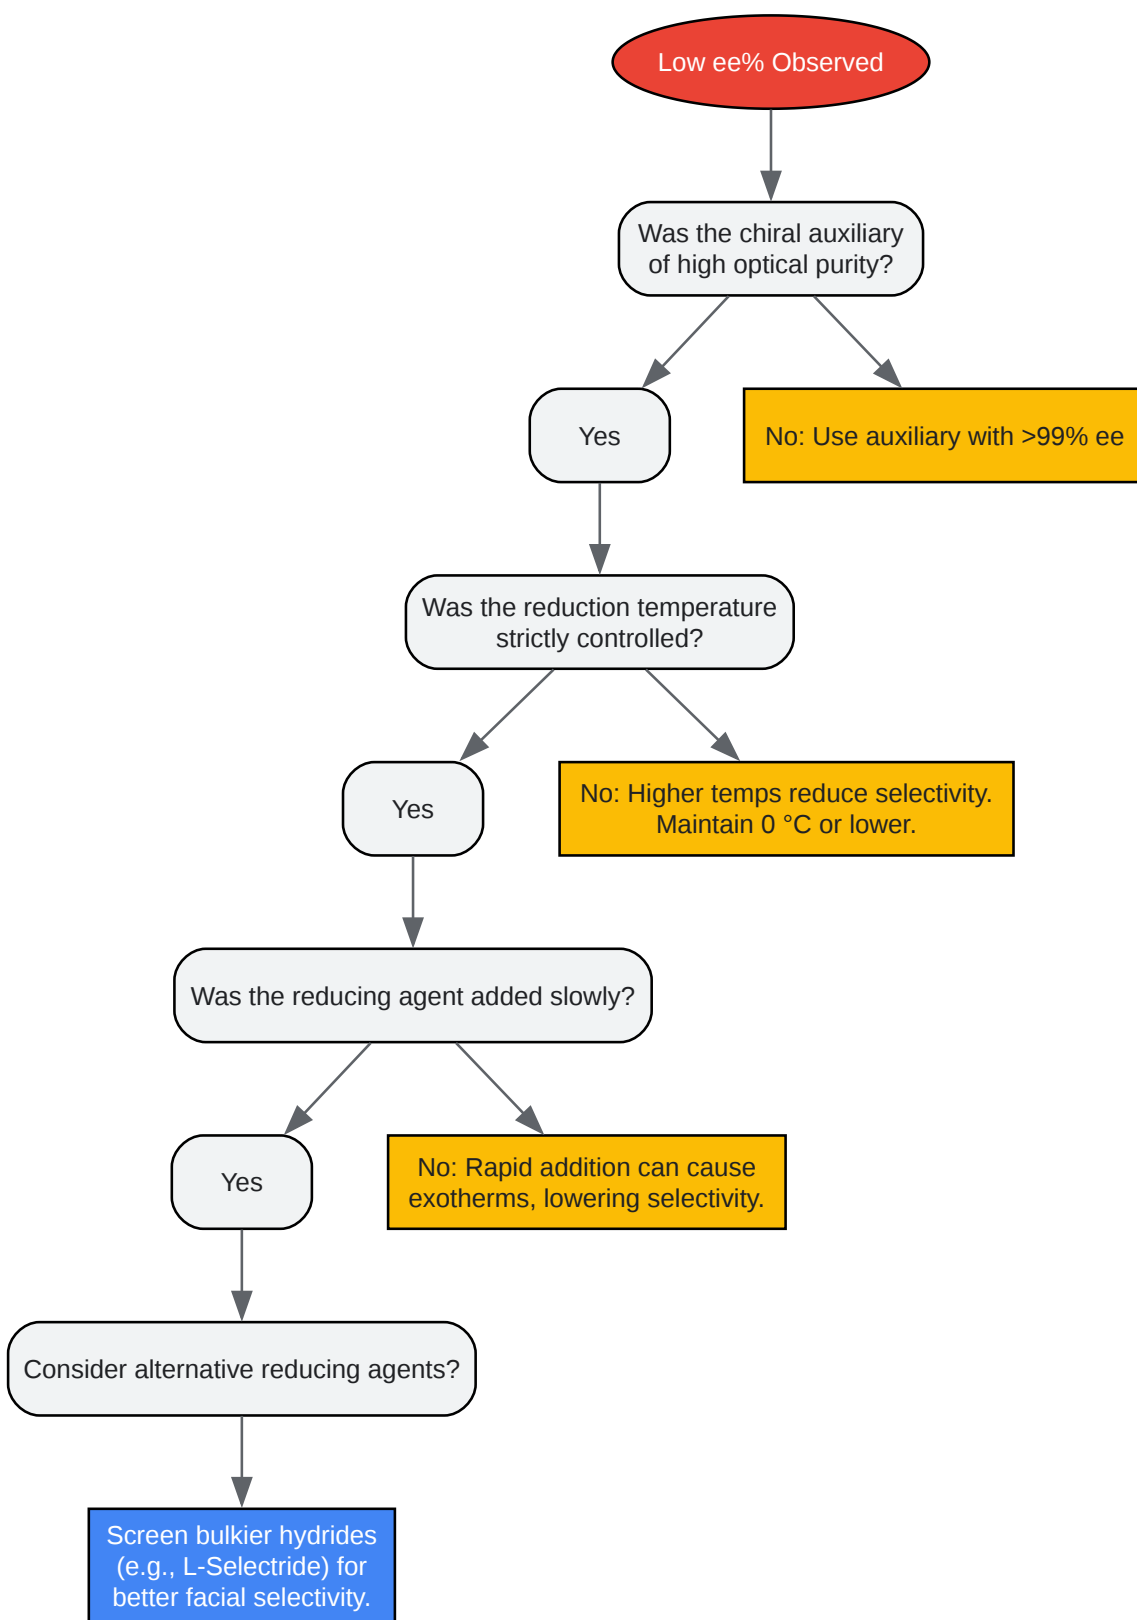 Low ee% Observed
Was the chiral auxiliary
of high optical purity?
Yes
No: Use auxiliary with >99% ee
Was the reduction temperature
strictly controlled?
Yes
No: Higher temps reduce selectivity.
Maintain 0 °C or lower.
Was the reducing agent added slowly?
Yes
No: Rapid addition can cause
exotherms, lowering selectivity.
Consider alternative reducing agents?
Screen bulkier hydrides
(e.g., L-Selectride) for
better facial selectivity.